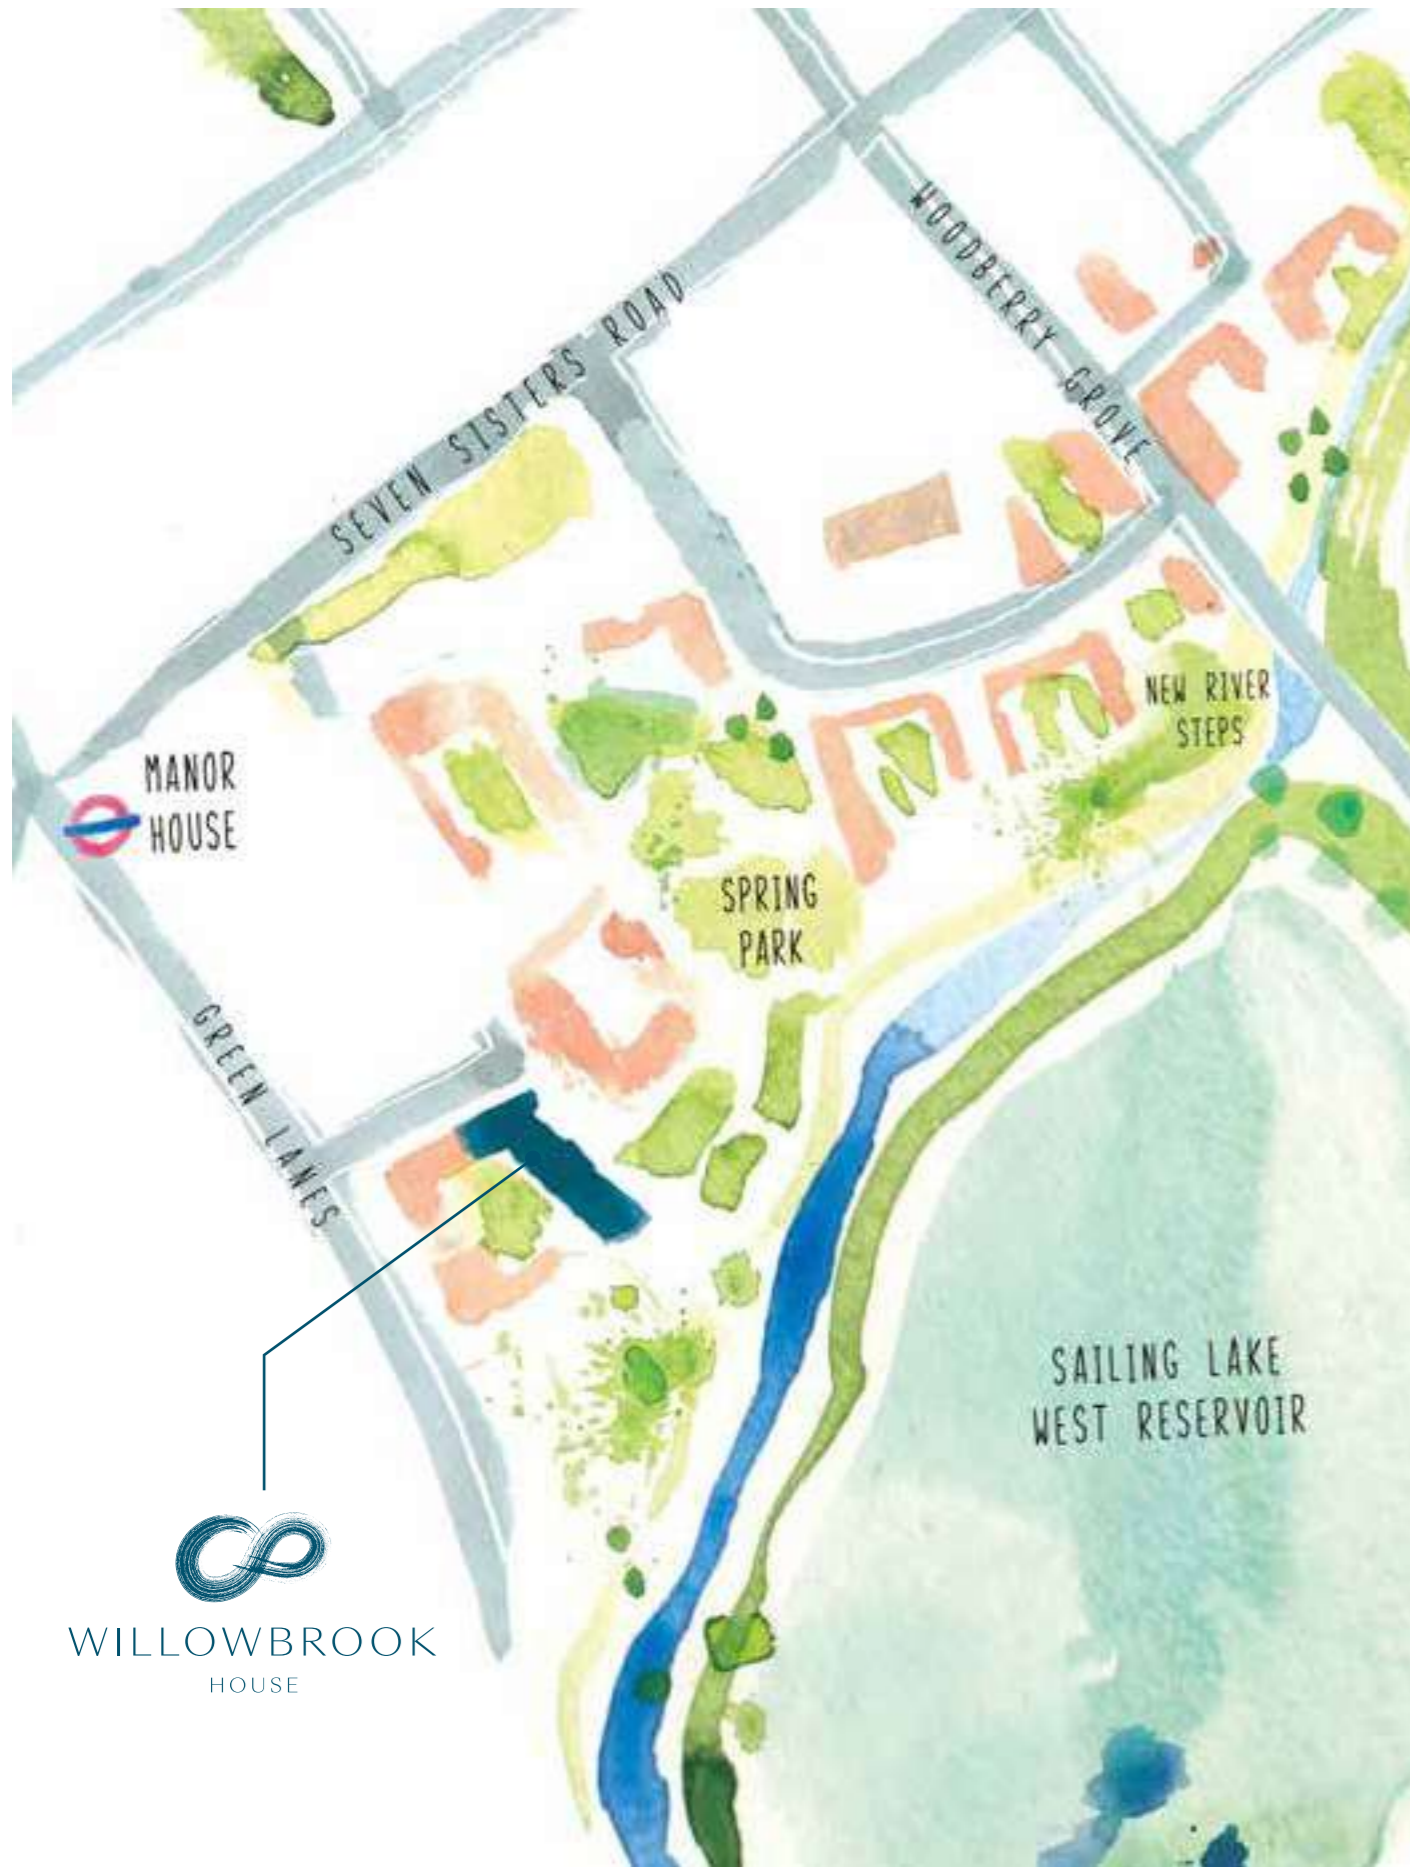 WOODBERRY GROVE
SEVEN SISTERS ROAD
NEW RIVER
STEPS
MANOR
HOUSE
SPRING
PARK
GREEN LANES
SAILING LAKE
WEST RESERVOIR
WILLOWBROOK
HOUSE